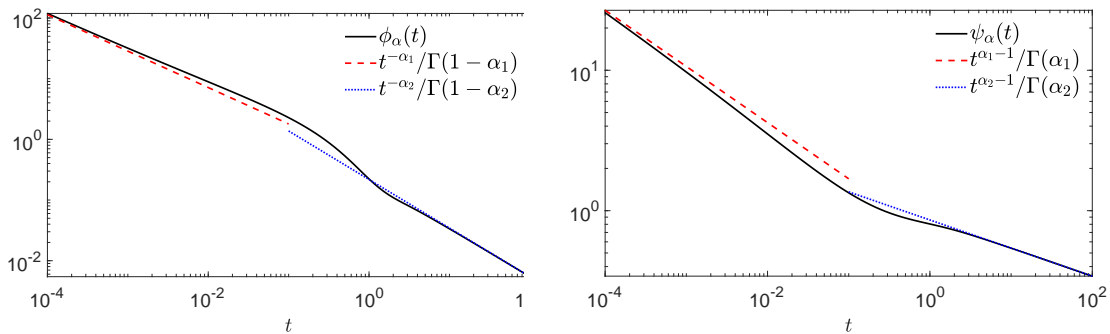 10^2
10^0
10^{-2}
ϕ_α(t)
t^{-α_1}/Γ(1 − α_1)
t^{-α_2}/Γ(1 − α_2)
10^{-4} 10^{-2} 10^0 1
t
10^1
10^0
ψ_α(t)
t^{α_1-1}/Γ(α_1)
t^{α_2-1}/Γ(α_2)
10^{-4} 10^{-2} 10^0 10^2
t